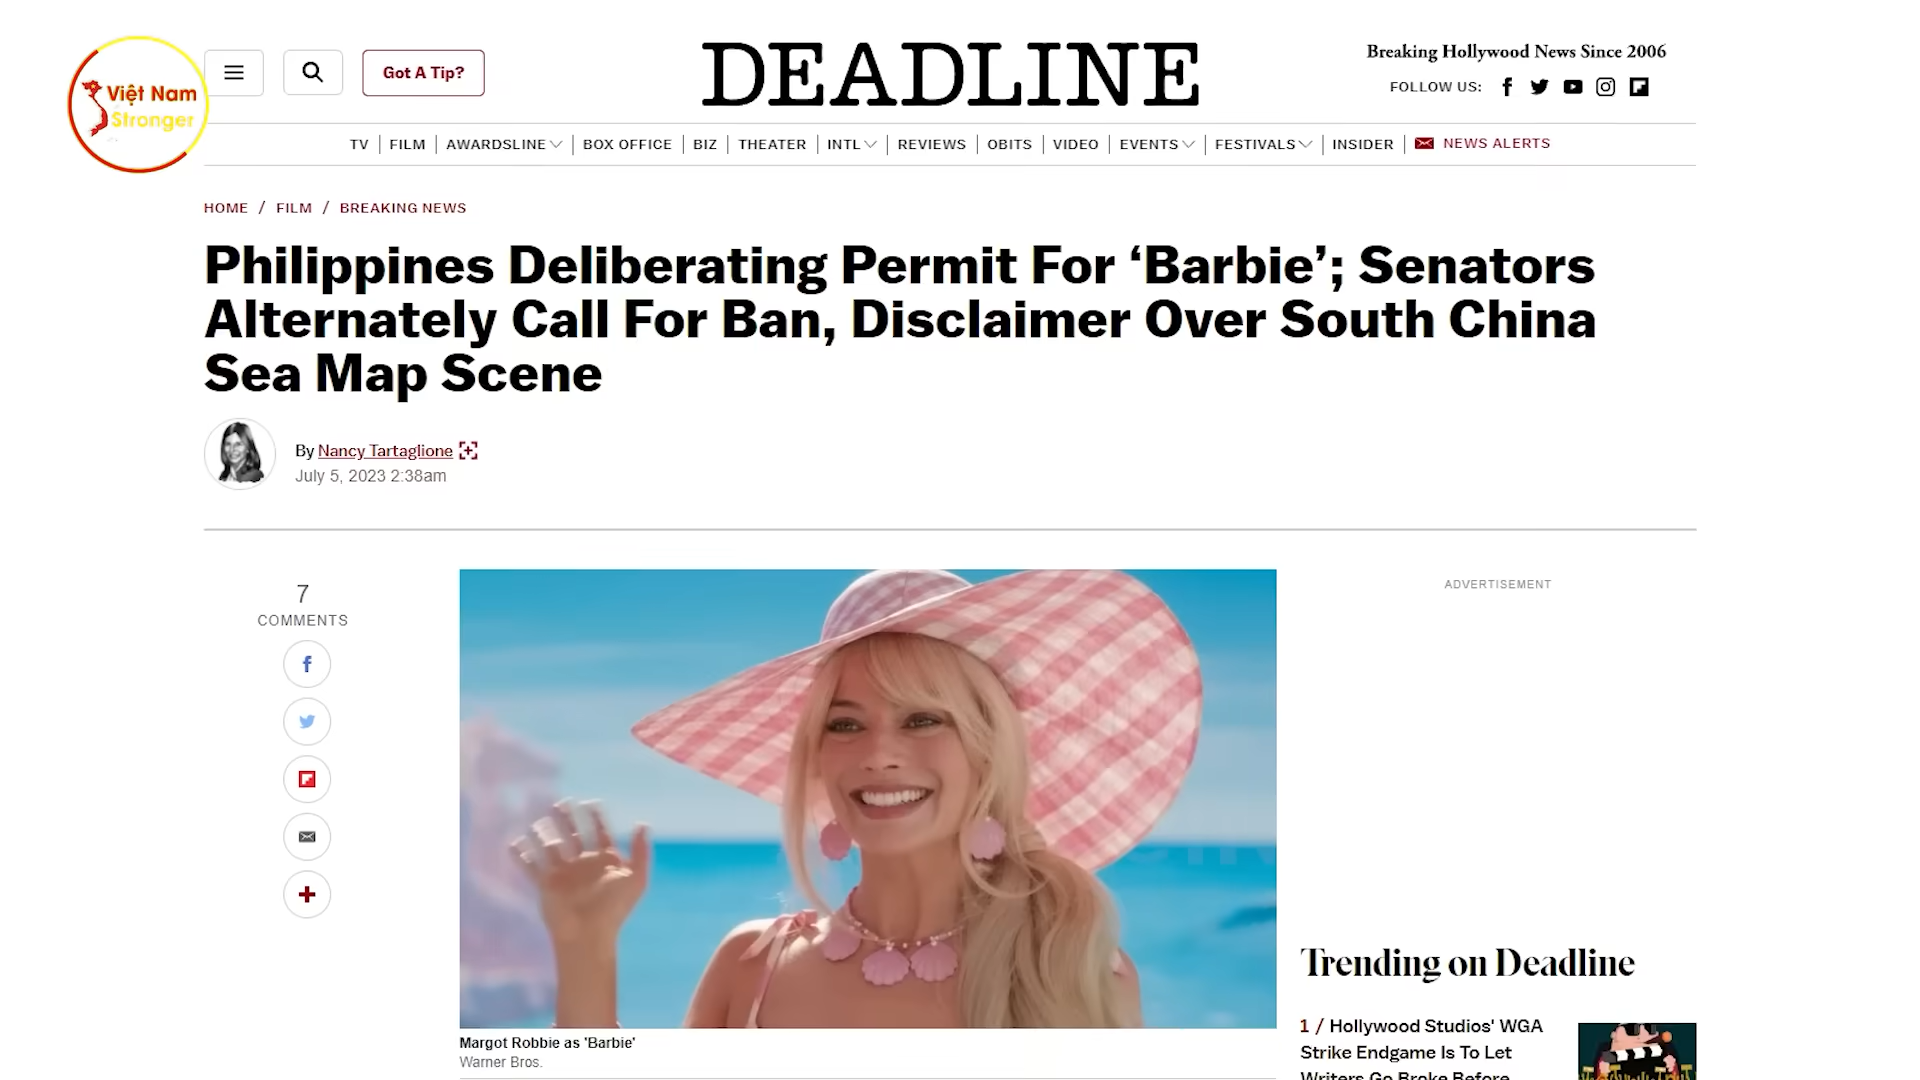 Việt Nam
Stronger
Got A Tip?
DEADLINE
Breaking Hollywood News Since 2006
FOLLOW US:
TV | FILM | AWARDSLINE | BOX OFFICE | BIZ | THEATER | INTL | REVIEWS | OBITS | VIDEO | EVENTS | FESTIVALS | INSIDER | NEWS ALERTS
HOME / FILM / BREAKING NEWS
Philippines Deliberating Permit For ‘Barbie’; Senators
Alternately Call For Ban, Disclaimer Over South China
Sea Map Scene
By Nancy Tartaglione
July 5, 2023 2:38am
7
COMMENTS
ADVERTISEMENT
Margot Robbie as 'Barbie'
Warner Bros.
Trending on Deadline
1 / Hollywood Studios' WGA
Strike Endgame Is To Let
Writers Go Broke Before